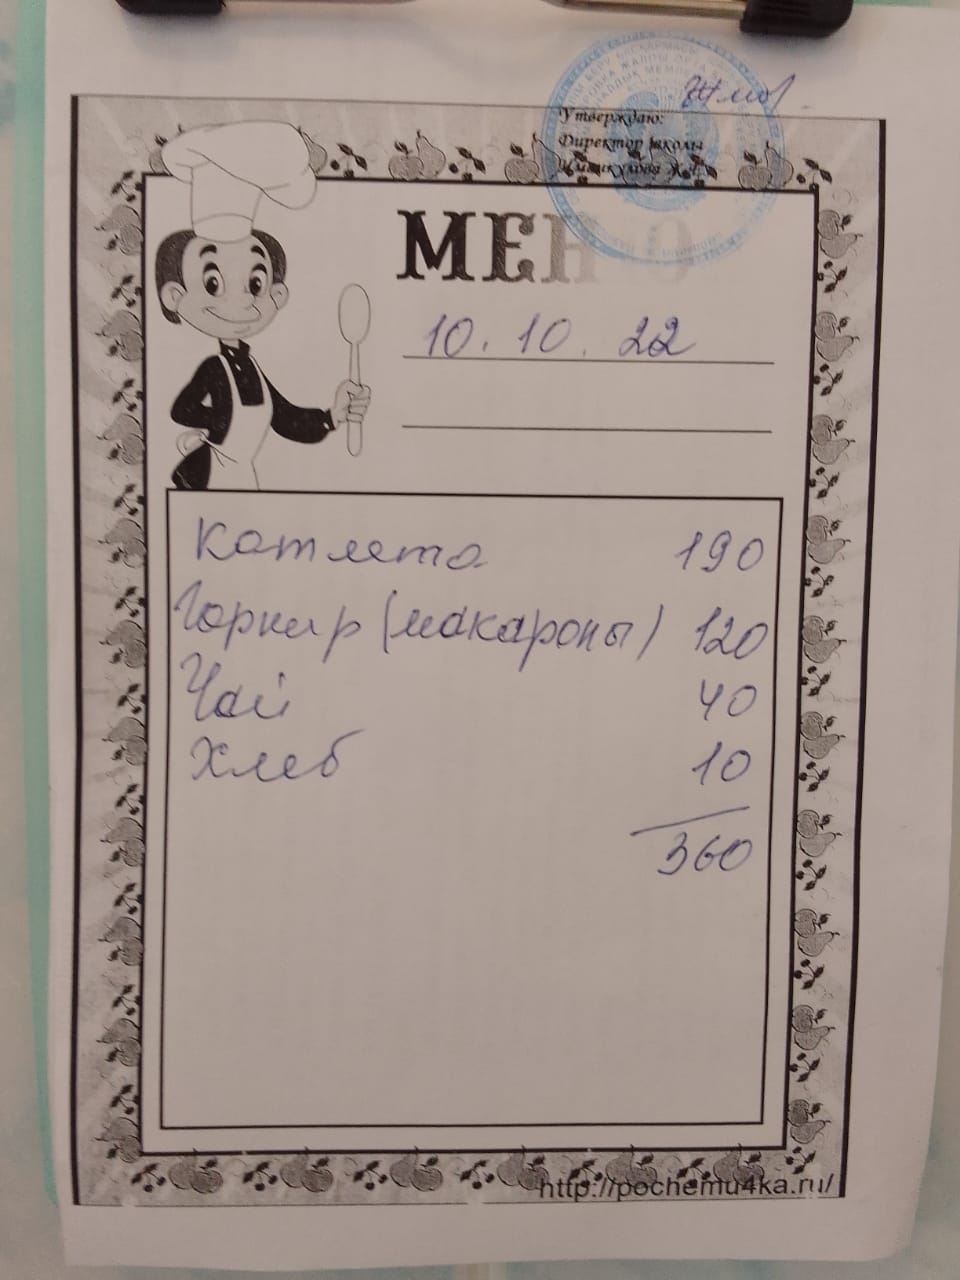 Утверждаю:
Директор школы
МЕНЮ
10. 10. 22
Котлета 190
Горнир (макароны) 120
Чай 40
Хлеб 10
360
http://pochemu4ka.ru/